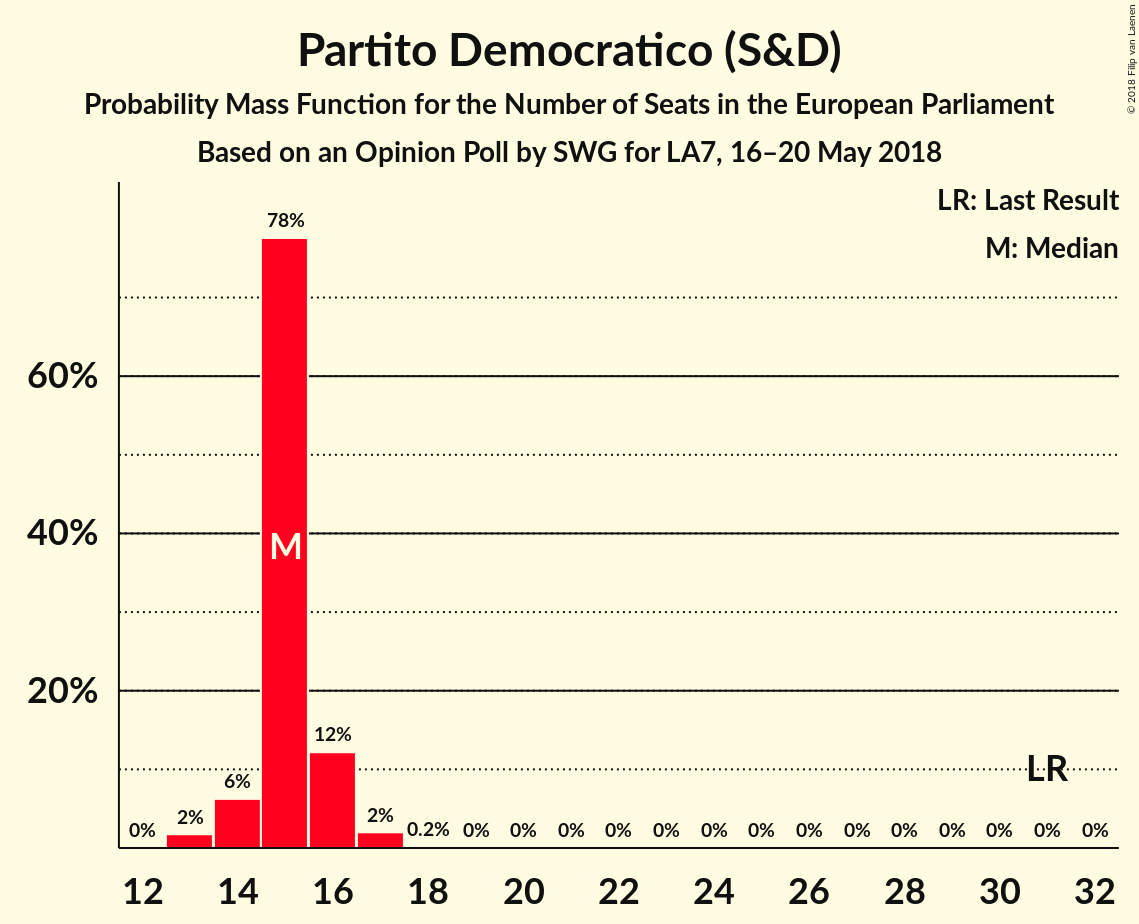 Partito Democratico (S&D)
Probability Mass Function for the Number of Seats in the European Parliament
Based on an Opinion Poll by SWG for LA7, 16–20 May 2018
© 2018 Filip van Laenen
LR: Last Result
M: Median
60%
40%
20%
0%
2%
6%
78%
M
12%
2%
0.2%
0%
0%
0%
0%
0%
0%
0%
0%
0%
0%
0%
0%
0%
0%
LR
12 14 16 18 20 22 24 26 28 30 32